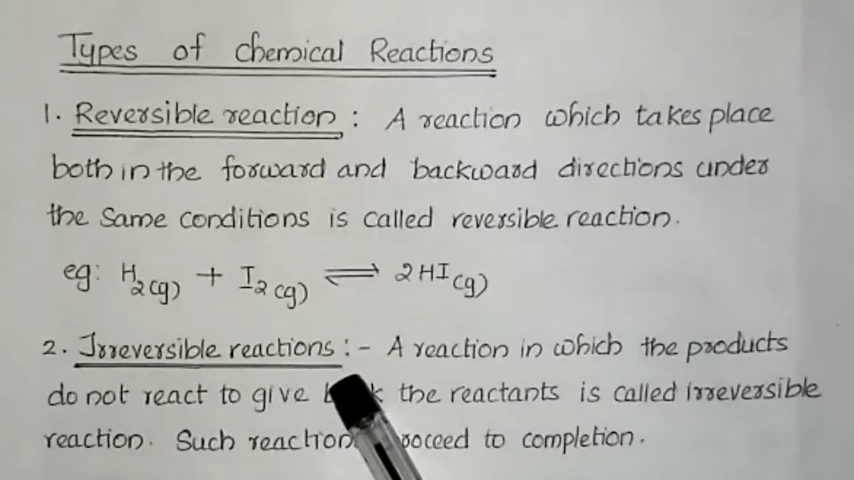 Types of chemical Reactions
1. Reversible reaction : A reaction which takes place
both in the forward and backward directions under
the same conditions is called reversible reaction.
eg: H2(g) + I2(g) ⇌ 2HI(g)
2. Irreversible reactions :- A reaction in which the products
do not react to give the reactants is called irreversible
reaction. Such to completion.